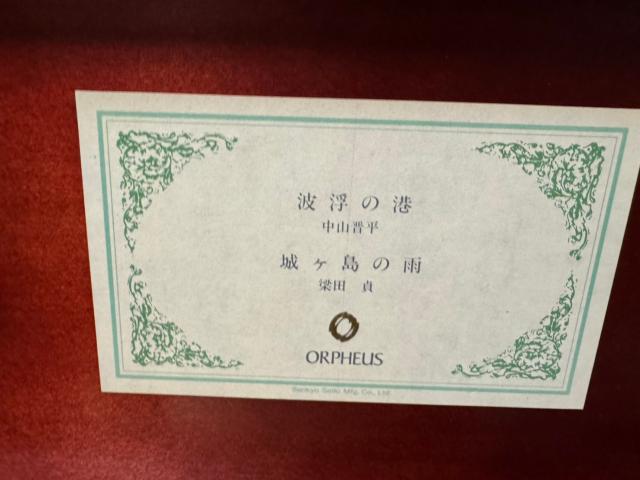 波浮の港
中山晋平
城ヶ島の雨
梁田 貞
ORPHEUS
Sankyo Seiki Mfg. Co., Ltd.